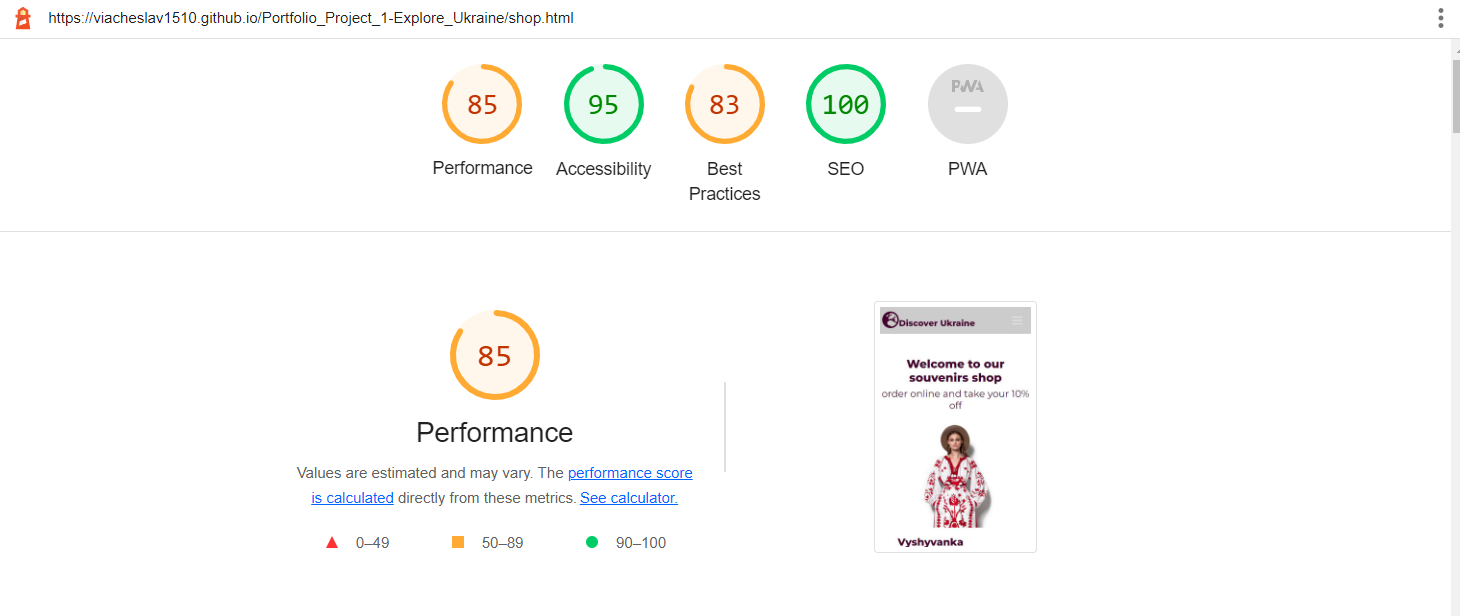 https://viacheslav1510.github.io/Portfolio_Project_1-Explore_Ukraine/shop.html
85
95
83
100
PWA
Performance
Accessibility
Best
Practices
SEO
PWA
85
Performance
Values are estimated and may vary. The performance score
is calculated directly from these metrics. See calculator.
0–49
50–89
90–100
Discover Ukraine
Welcome to our
souvenirs shop
order online and take your 10%
off
Vyshyvanka